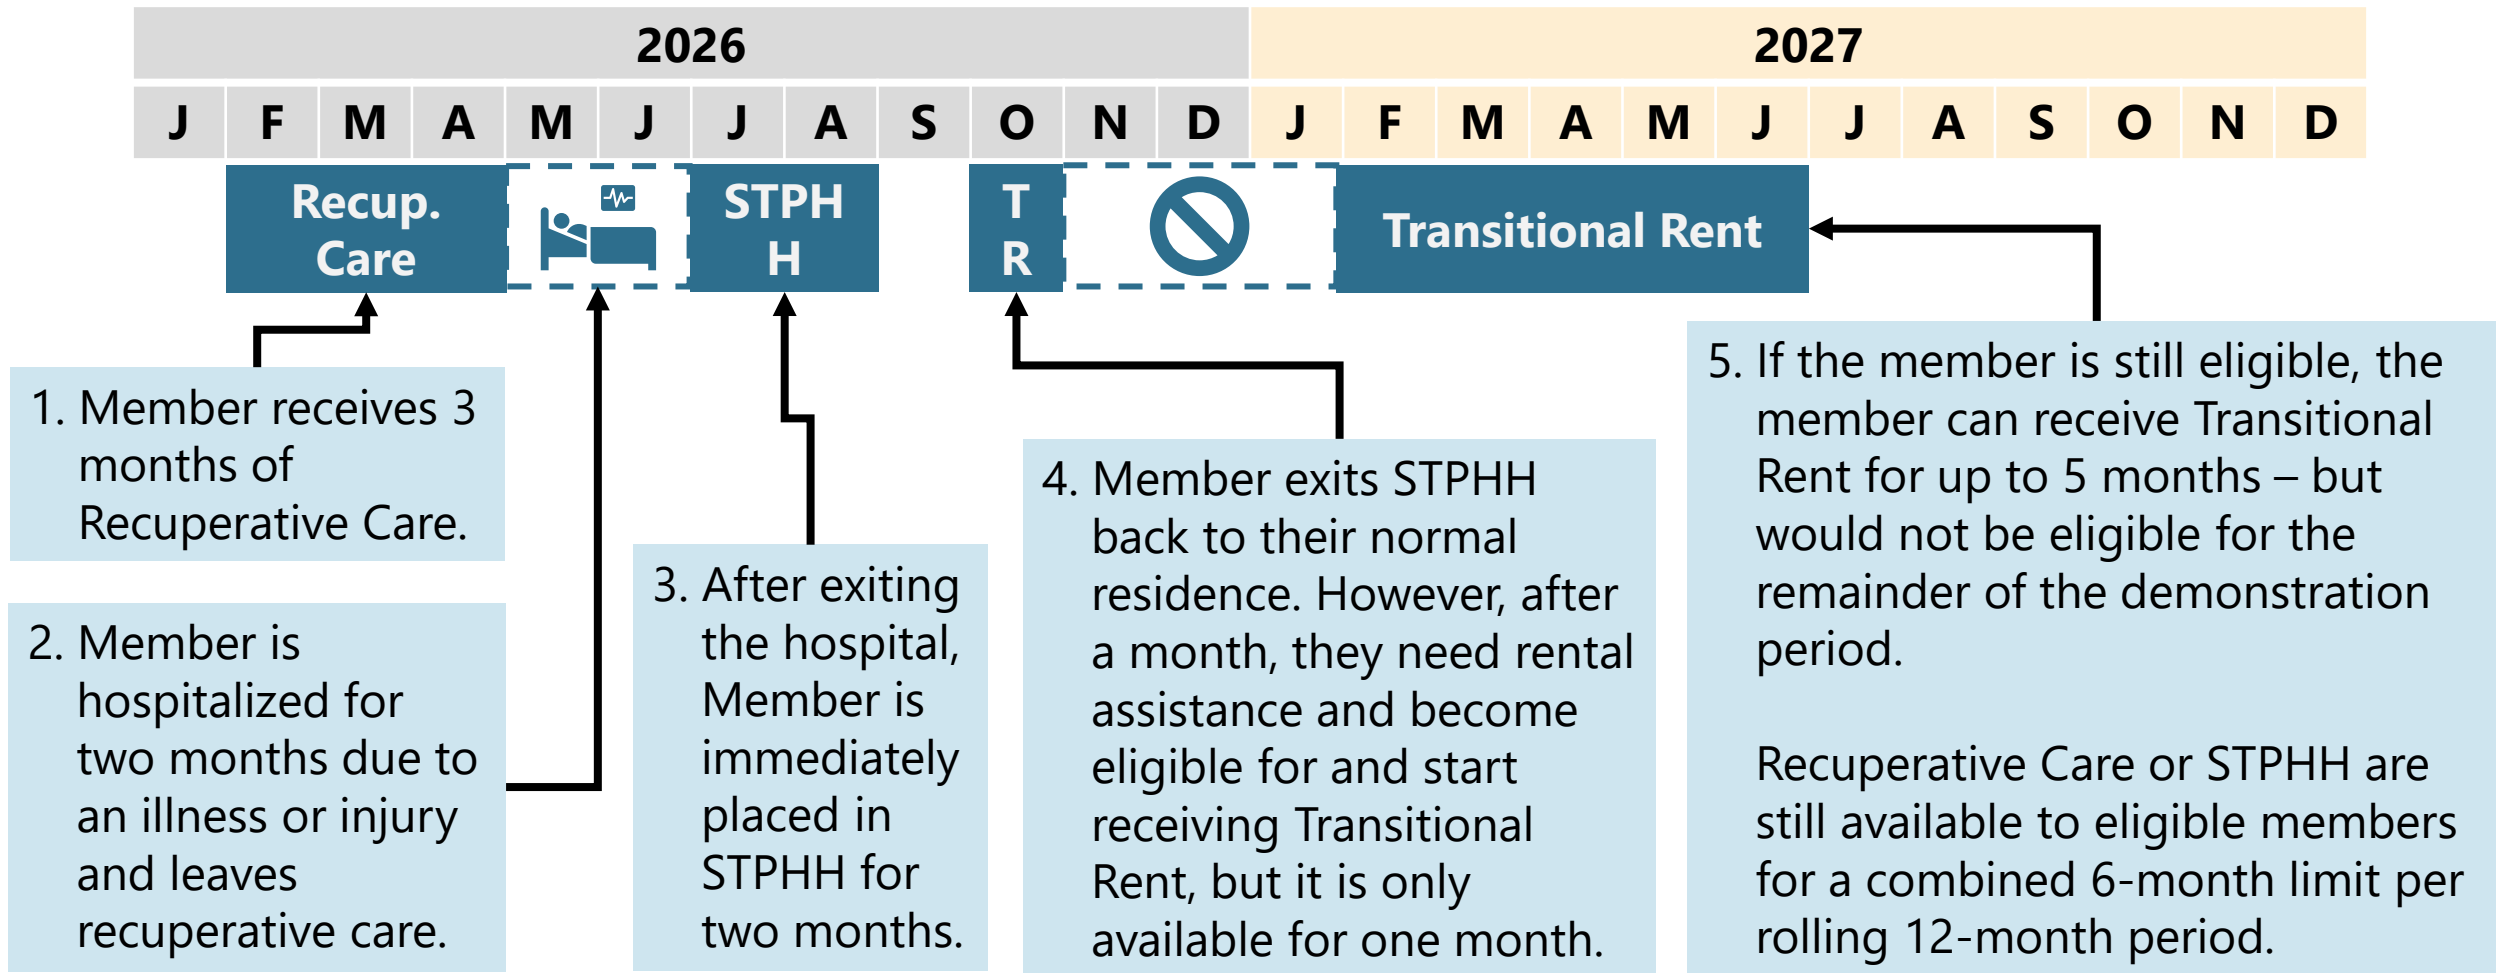 2026
2027
J F M A M J J A S O N D J F M A M J J A S O N D
Recup.
Care
STPH
H
T
R
Transitional Rent
1. Member receives 3
months of
Recuperative Care.
2. Member is
hospitalized for
two months due to
an illness or injury
and leaves
recuperative care.
3. After exiting
the hospital,
Member is
immediately
placed in
STPHH for
two months.
4. Member exits STPHH
back to their normal
residence. However, after
a month, they need rental
assistance and become
eligible for and start
receiving Transitional
Rent, but it is only
available for one month.
5. If the member is still eligible, the
member can receive Transitional
Rent for up to 5 months – but
would not be eligible for the
remainder of the demonstration
period.
Recuperative Care or STPHH are
still available to eligible members
for a combined 6-month limit per
rolling 12-month period.